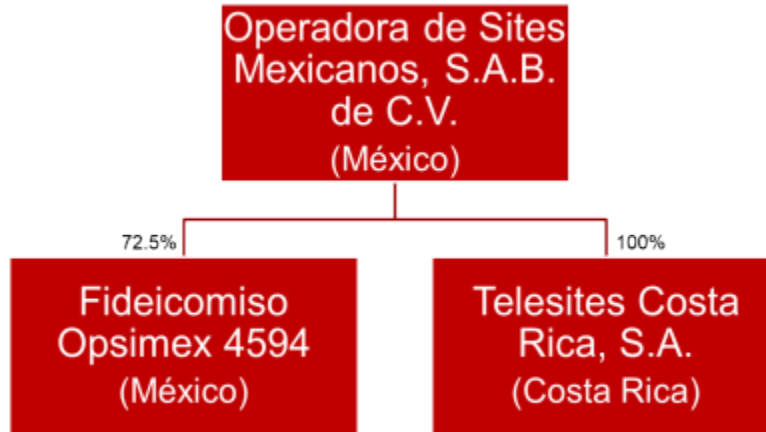 Operadora de Sites
Mexicanos, S.A.B.
de C.V.
(México)
72.5%
100%
Fideicomiso
Opsimex 4594
(México)
Telesites Costa
Rica, S.A.
(Costa Rica)